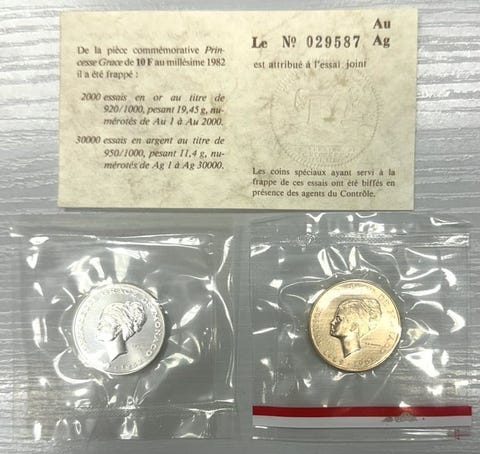 De la pièce commémorative Prin-
cesse Grace de 10 F au millésime 1982
il a été frappé :
2000 essais en or au titre de
920/1000, pesant 19,45 g, nu-
mérotés de Au 1 à Au 2000.
30000 essais en argent au titre de
950/1000, pesant 11,4 g, nu-
mérotés de Ag 1 à Ag 30000.
Au
Le Nº 029587 Ag
est attribué à l'essai joint
Les coins spéciaux ayant servi à la
frappe de ces essais ont été biffés en
présence des agents du Contrôle.